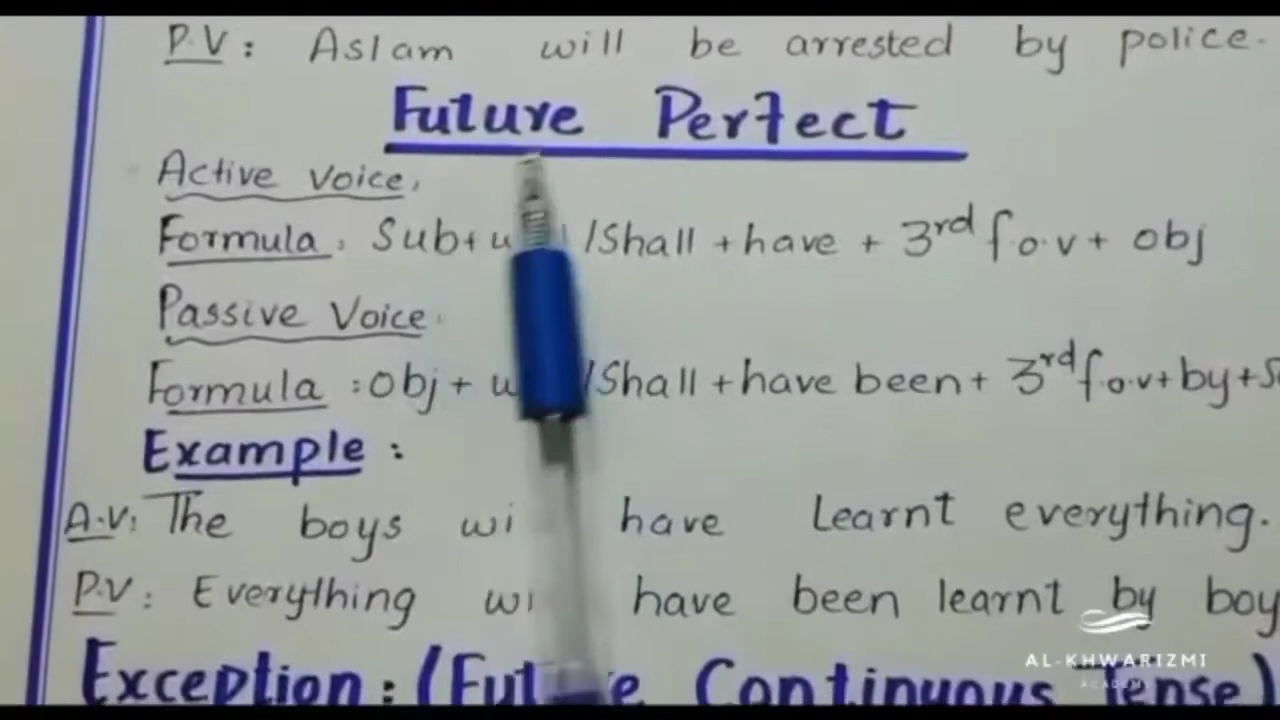 P.V: Aslam will be arrested by police.
Future Perfect
Active Voice.
Formula: Sub+ /Shall + have + 3rd f.o.v + obj
Passive Voice.
Formula: Obj + /Shall + have been + 3rd f.o.v + by +
Example:
A.V: The boys have Learnt everything.
P.V: Everything have been learnt by
Exception: (Continuous Tense)
AL-KHWARIZMI